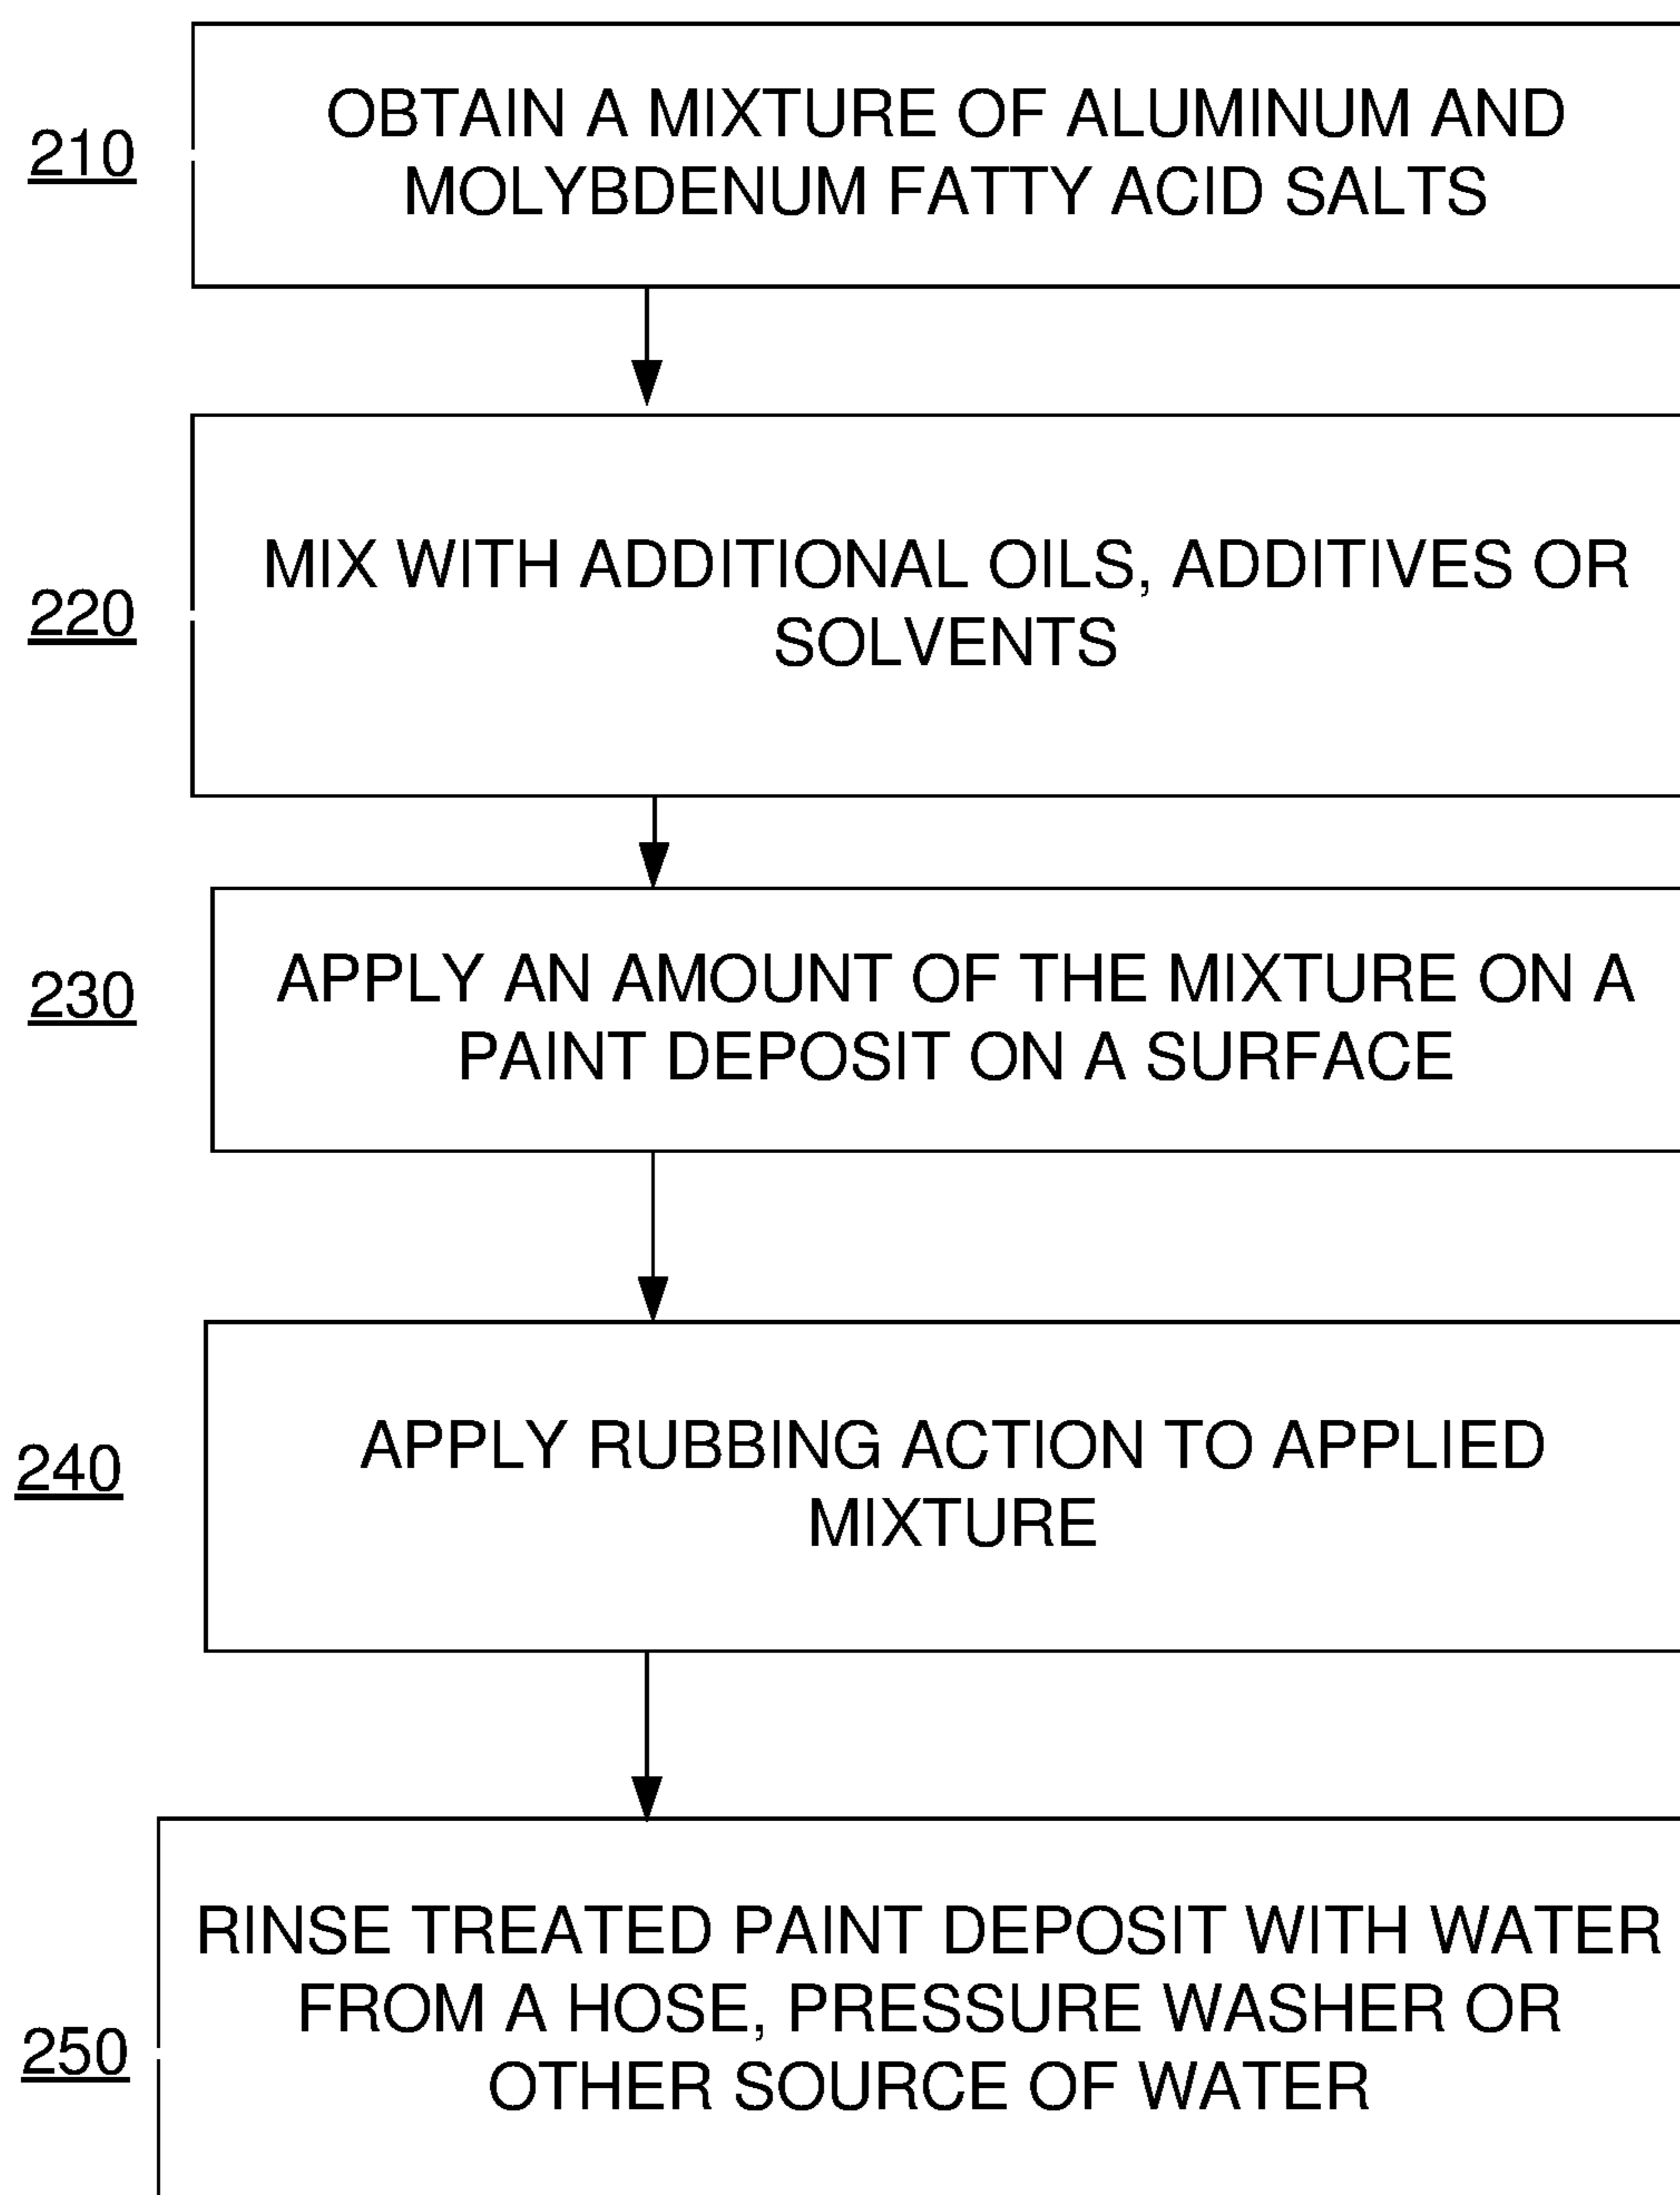 210
OBTAIN A MIXTURE OF ALUMINUM AND
MOLYBDENUM FATTY ACID SALTS
220
MIX WITH ADDITIONAL OILS, ADDITIVES OR
SOLVENTS
230
APPLY AN AMOUNT OF THE MIXTURE ON A
PAINT DEPOSIT ON A SURFACE
240
APPLY RUBBING ACTION TO APPLIED
MIXTURE
250
RINSE TREATED PAINT DEPOSIT WITH WATER
FROM A HOSE, PRESSURE WASHER OR
OTHER SOURCE OF WATER